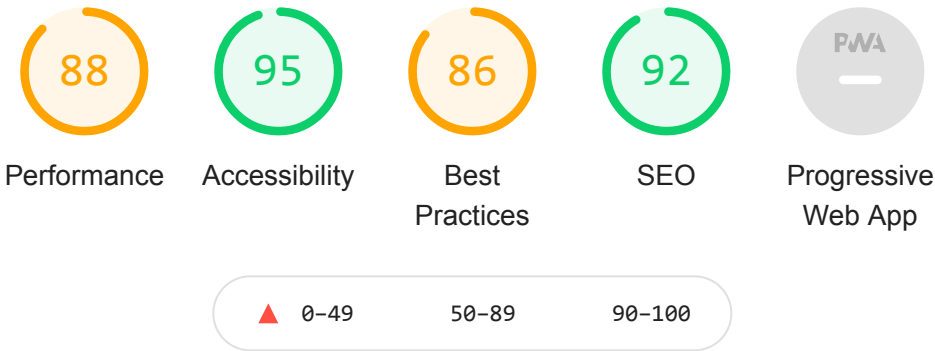 88 95 86 92 PWA
Performance Accessibility Best Practices SEO Progressive Web App
0–49 50–89 90–100